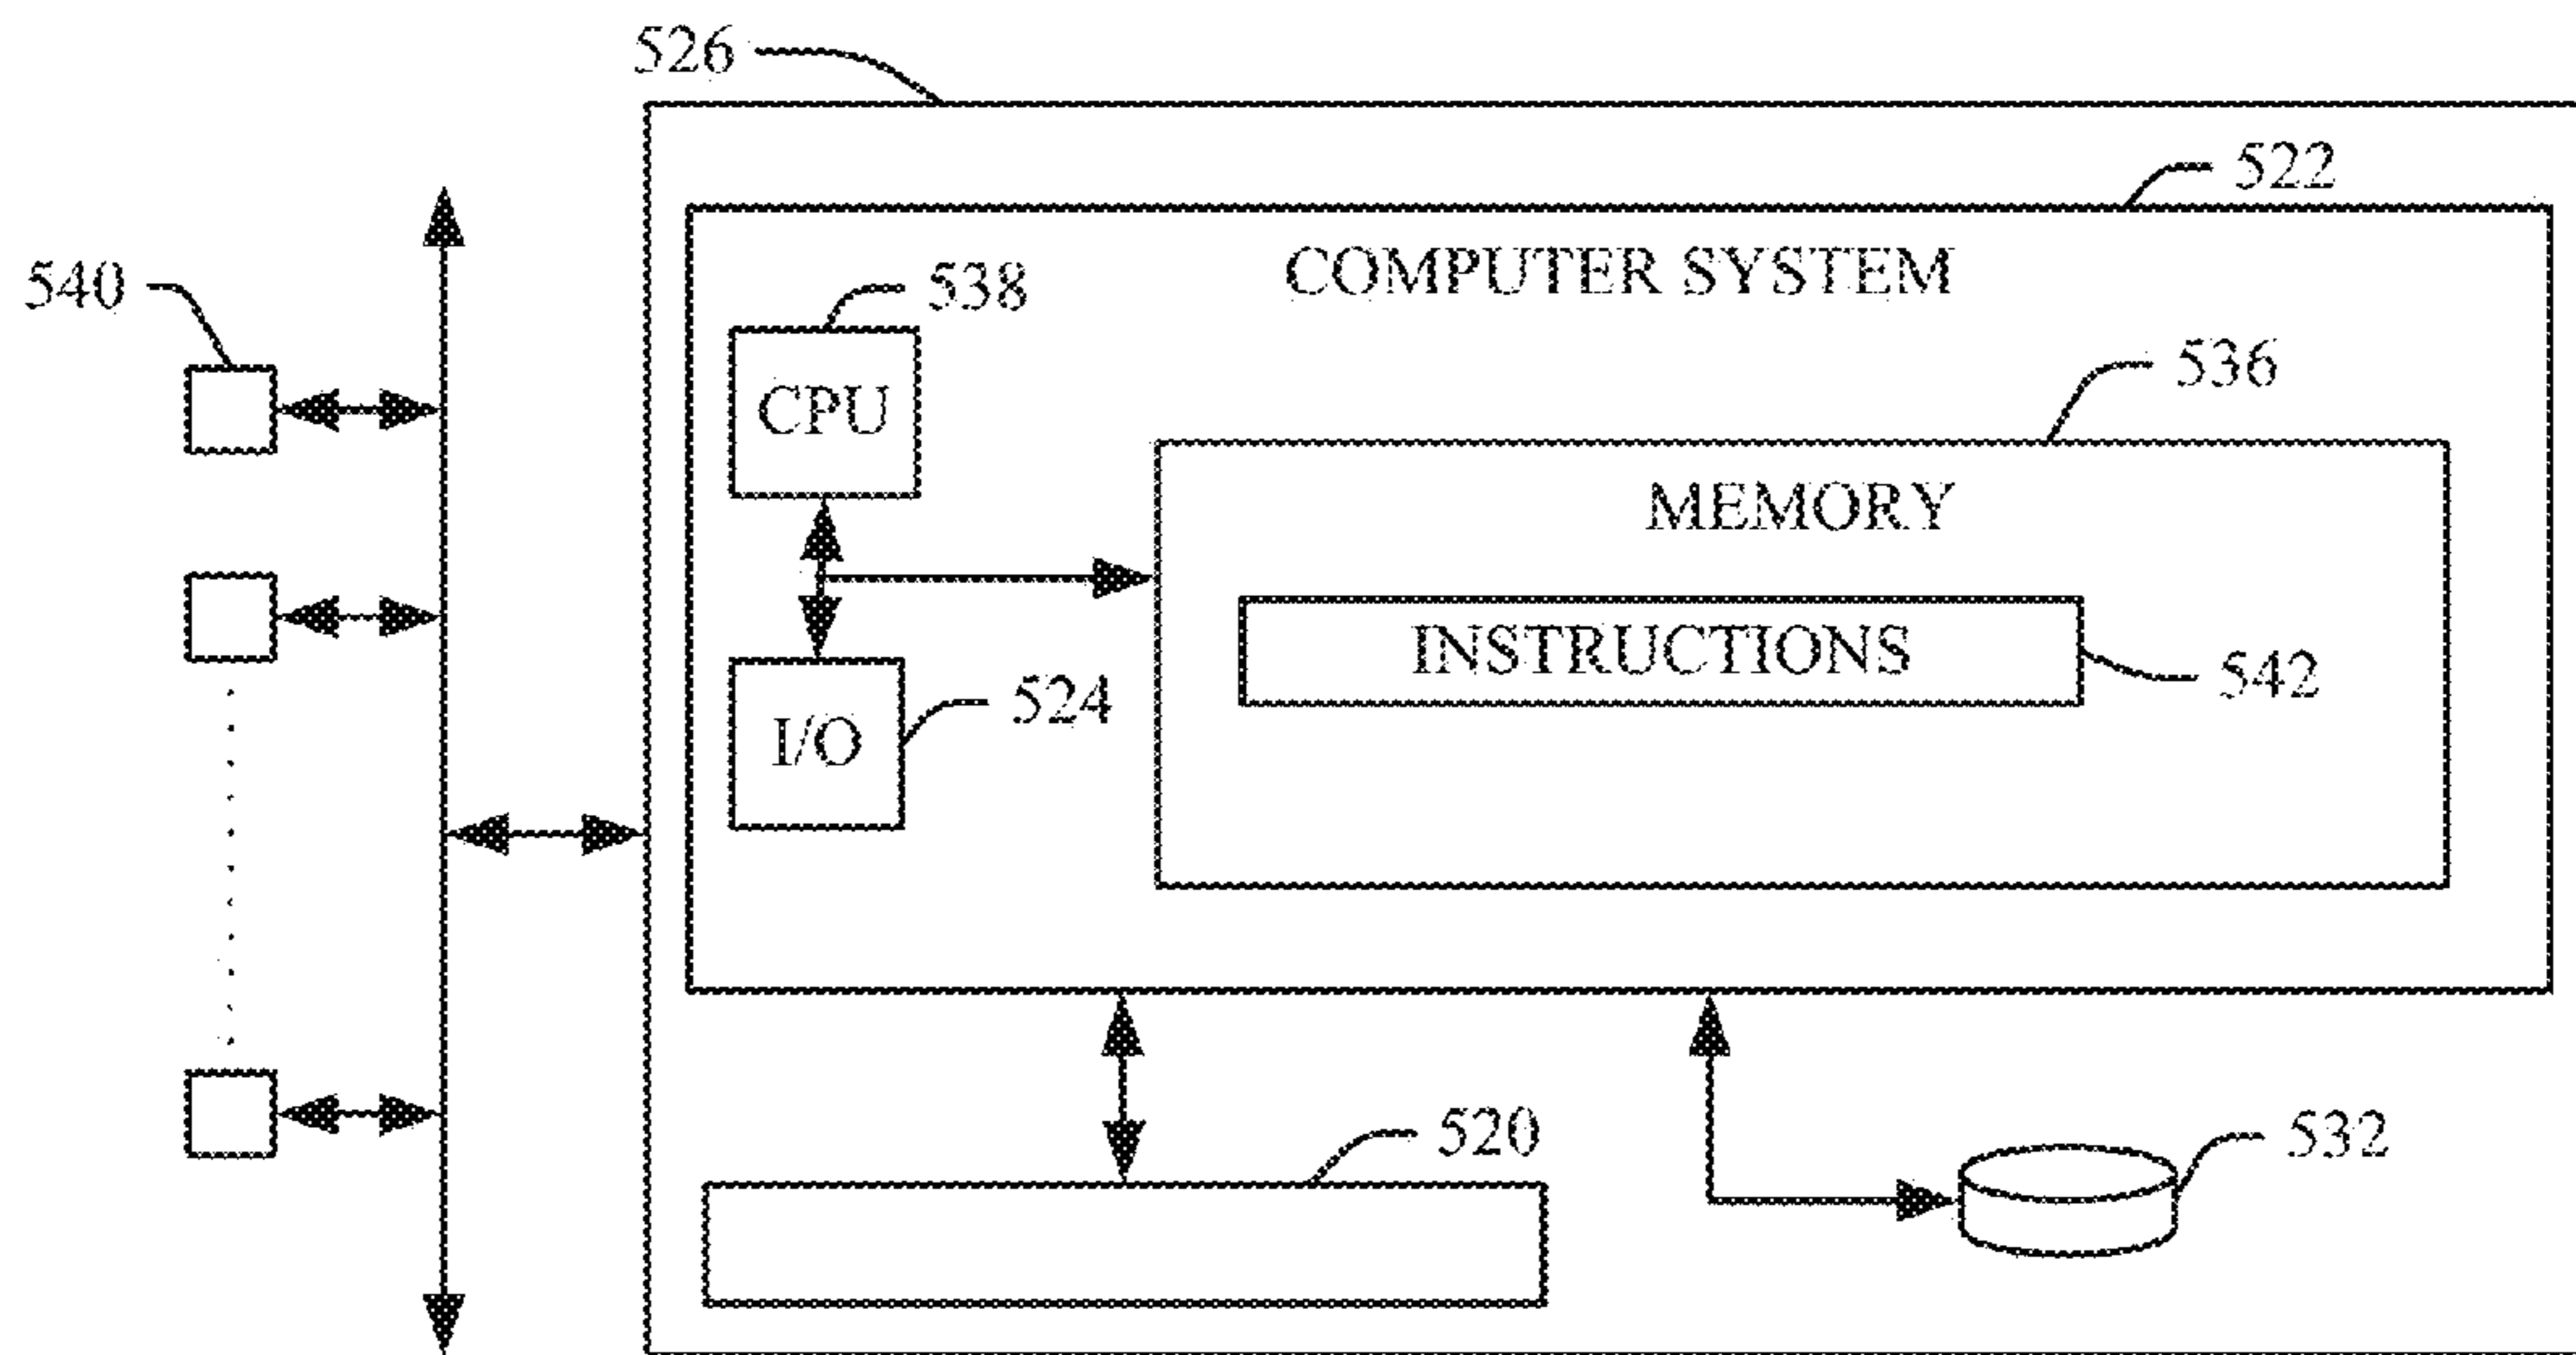 526
522
COMPUTER SYSTEM
540
538
CPU
536
MEMORY
INSTRUCTIONS
542
524
I/O
520
532